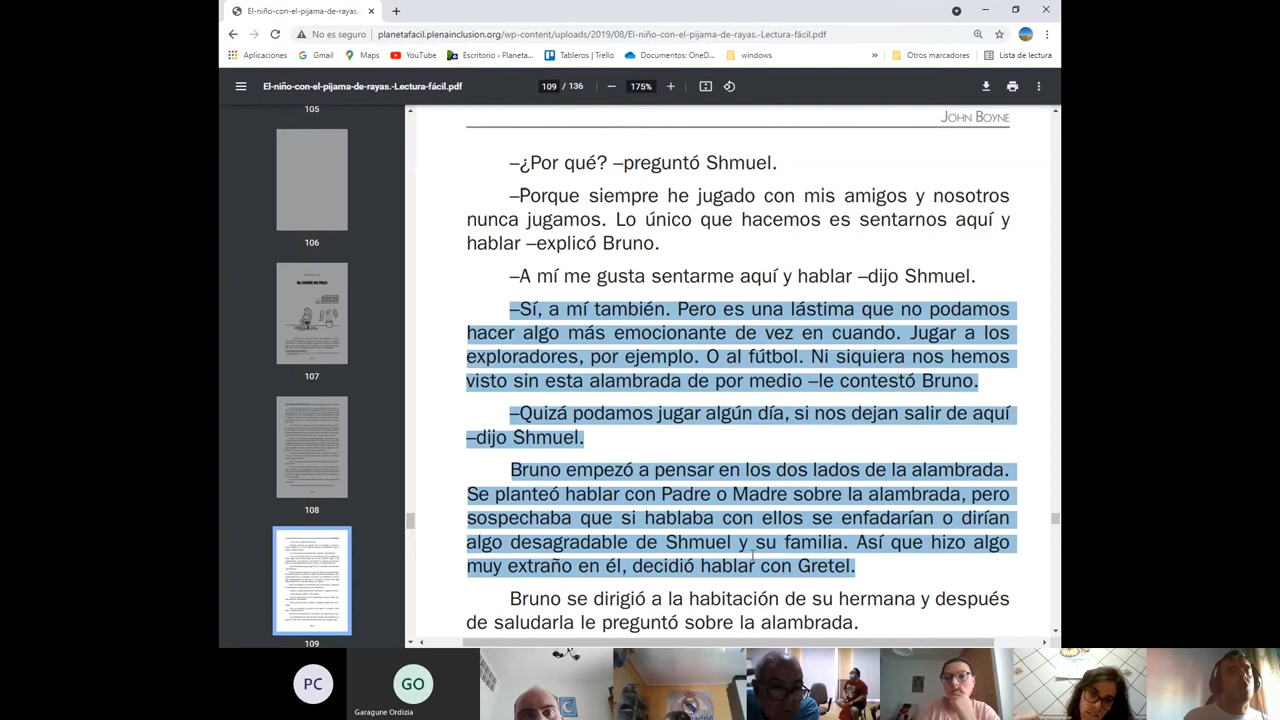 El-niño-con-el-pijama-de-rayas.-
No es seguro
planetafacil.plenainclusion.org/wp-content/uploads/2019/08/El-niño-con-el-pijama-de-rayas.-Lectura-fácil.pdf
Aplicaciones
Gmail
Maps
YouTube
Escritorio ‹ Planeta...
Tableros | Trello
Documentos: OneD...
windows
»
Otros marcadores
Lista de lectura
El-niño-con-el-pijama-de-rayas.-Lectura-fácil.pdf
109 / 136
175%
105
106
107
108
109
JOHN BOYNE
–¿Por qué? –preguntó Shmuel.
–Porque siempre he jugado con mis amigos y nosotros
nunca jugamos. Lo único que hacemos es sentarnos aquí y
hablar –explicó Bruno.
–A mí me gusta sentarme aquí y hablar –dijo Shmuel.
–Sí, a mí también. Pero es una lástima que no podamos
hacer algo más emocionante de vez en cuando. Jugar a los
exploradores, por ejemplo. O al fútbol. Ni siquiera nos hemos
visto sin esta alambrada de por medio –le contestó Bruno.
–Quizá podamos jugar algún día, si nos dejan salir de aquí
–dijo Shmuel.
Bruno empezó a pensar en los dos lados de la alambrada.
Se planteó hablar con Padre o Madre sobre la alambrada, pero
sospechaba que si hablaba con ellos se enfadarían o dirían
algo desagradable de Shmuel y su familia. Así que hizo algo
muy extraño en él, decidió hablar con Gretel.
Bruno se dirigió a la habitación de su hermana y después
de saludarla le preguntó sobre la alambrada.
PC
GO
Garagune Ordizia
madrid